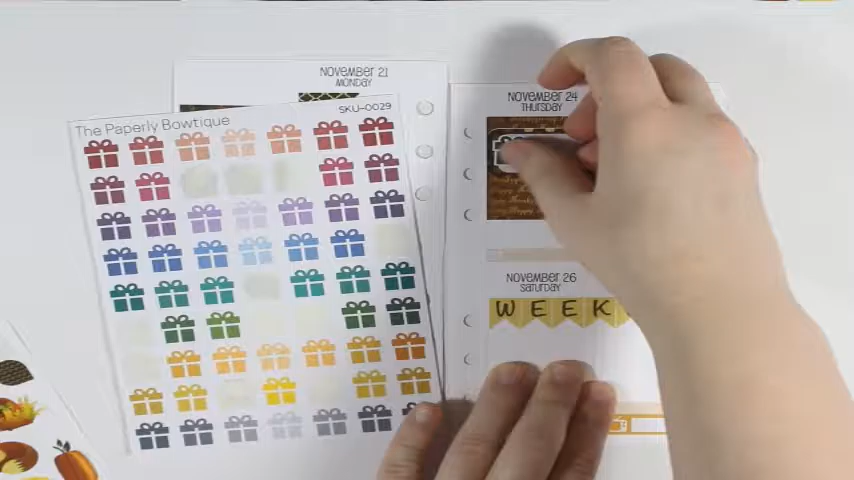 NOVEMBER 21
MONDAY
The Paperly Bowtique
SKU-0029
NOVEMBER 24
THURSDAY
NOVEMBER 26
SATURDAY
WEEK